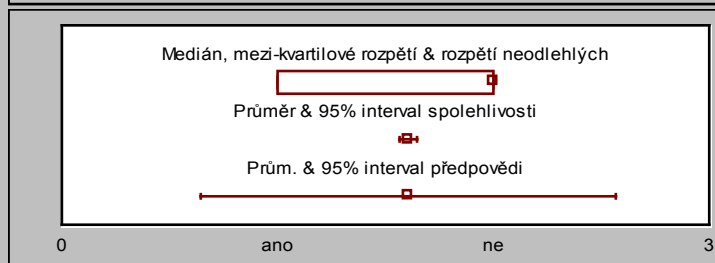 Medián, mezi-kvartilové rozpětí & rozpětí neodlehlých
Průměr & 95% interval spolehlivosti
Prům. & 95% interval předpovědi
0 ano ne 3